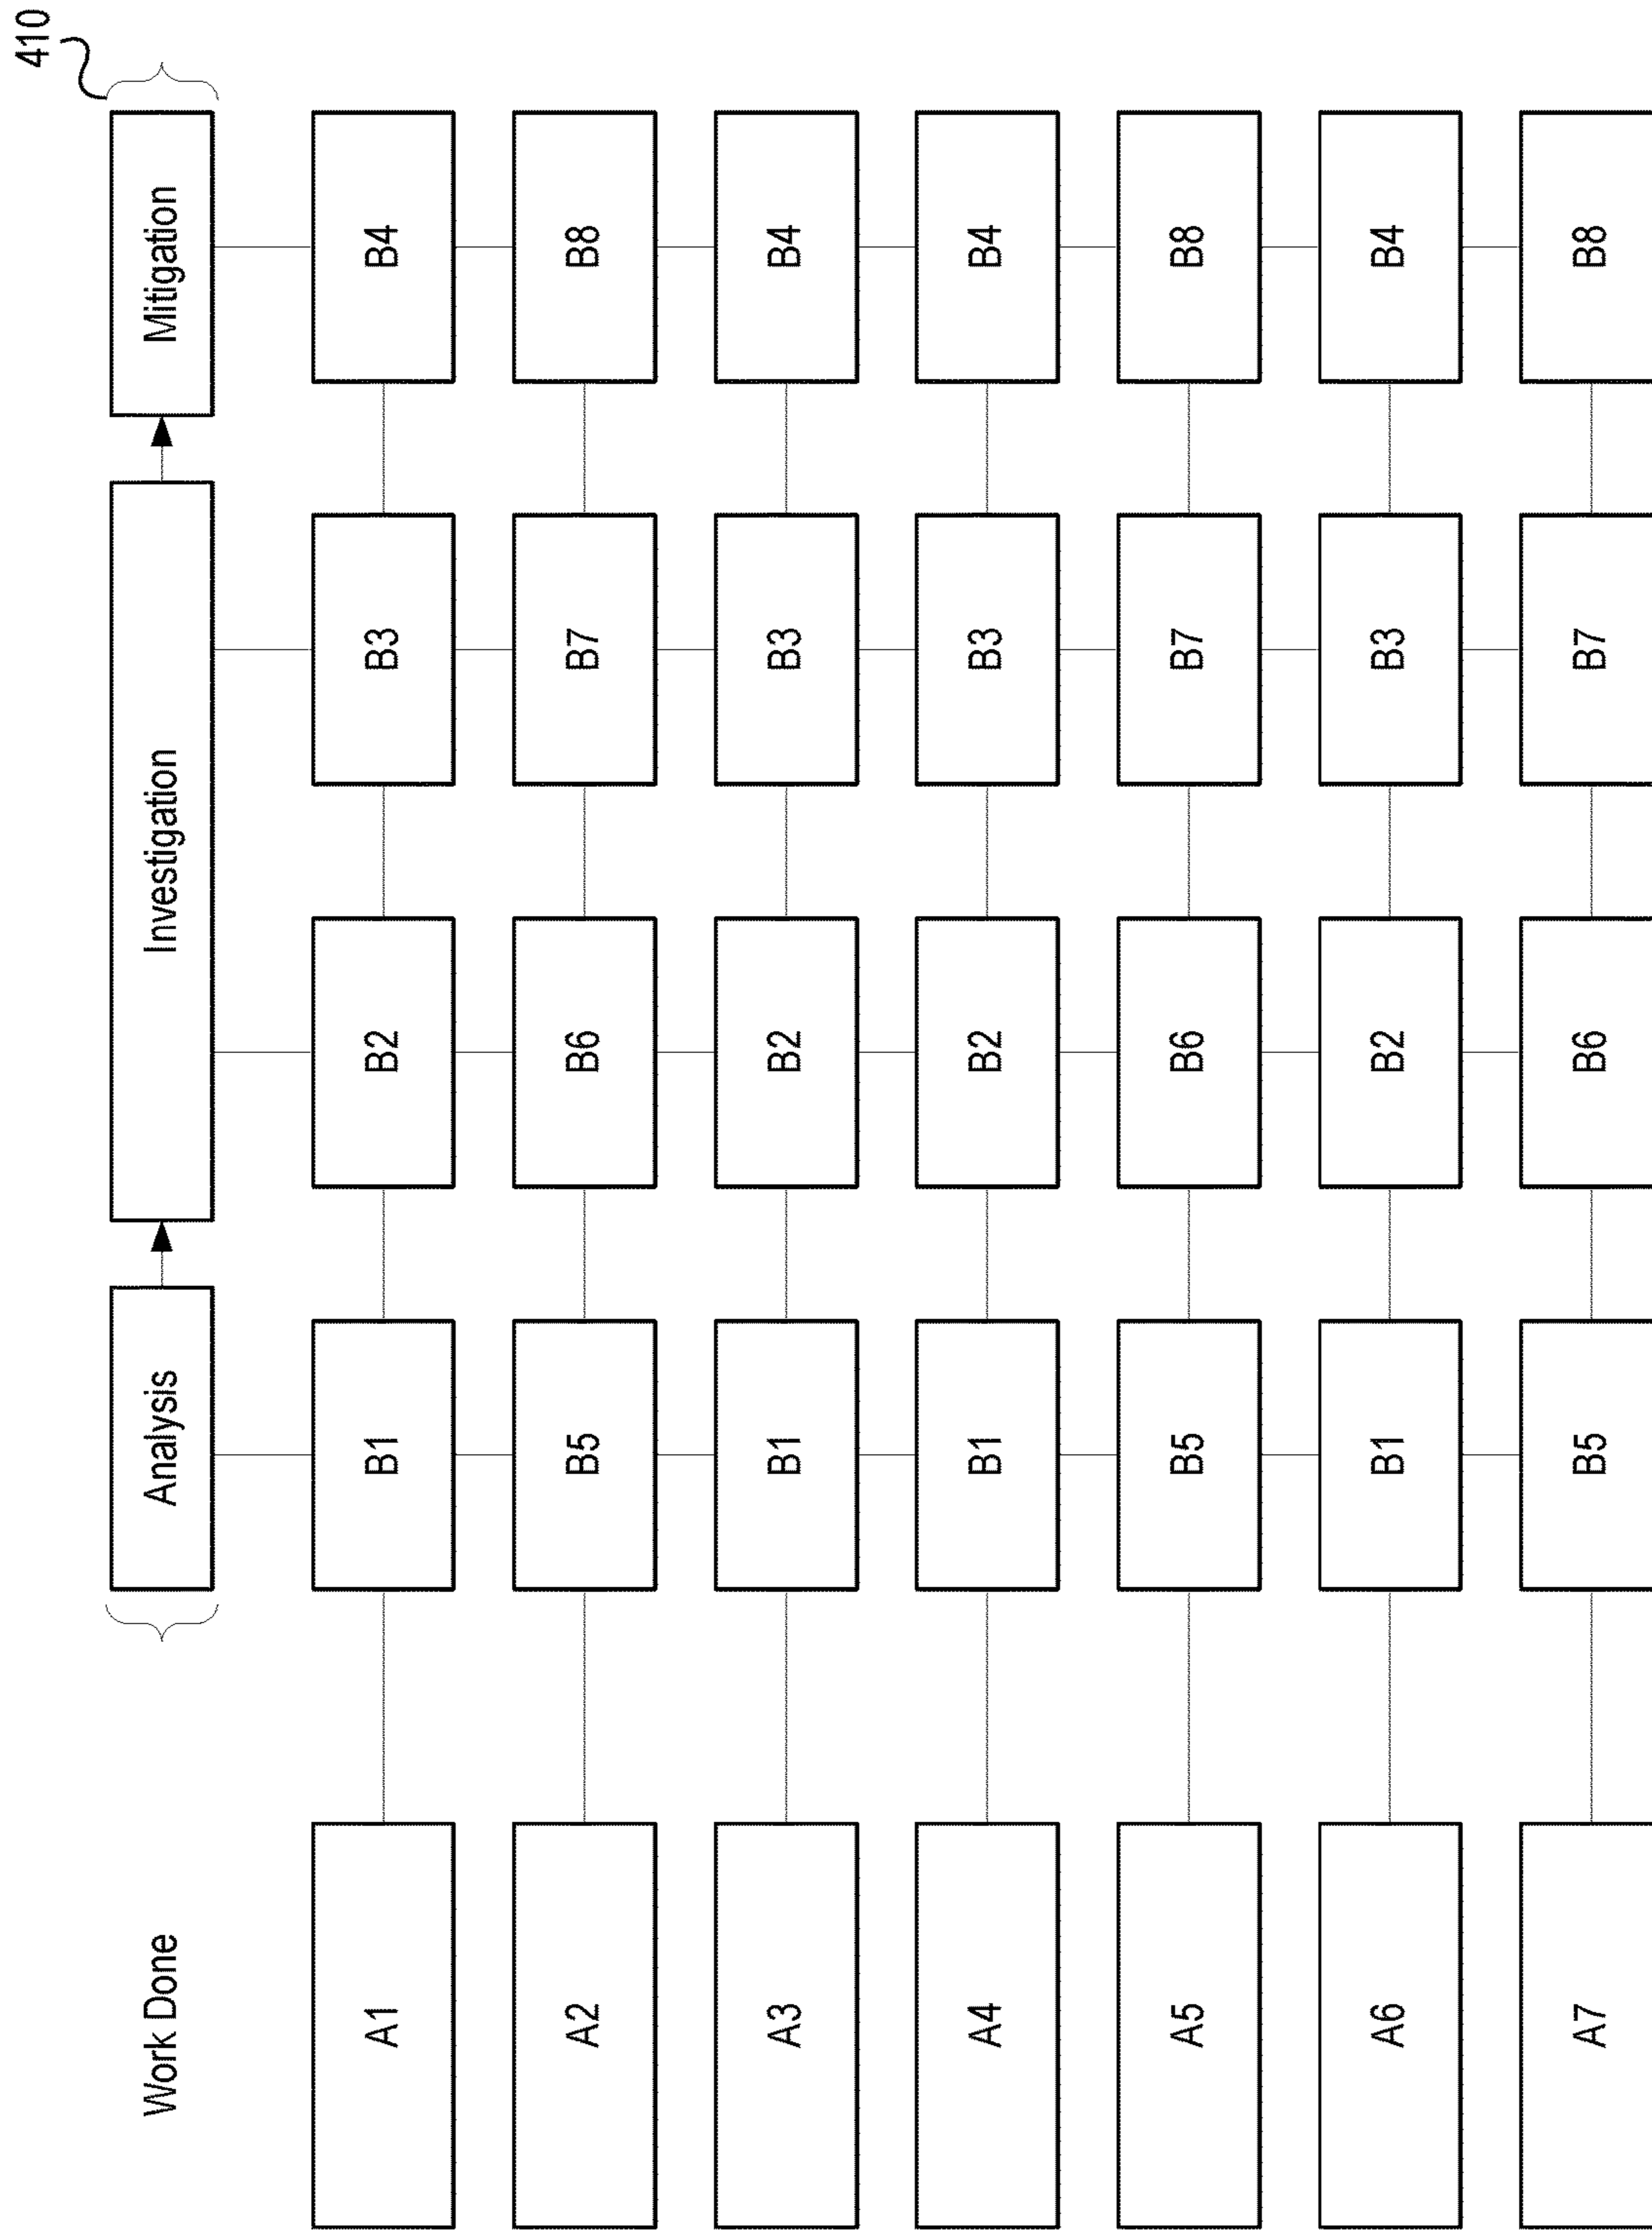 410
Work Done
Analysis
Investigation
Mitigation
A1
B1
B2
B3
B4
A2
B5
B6
B7
B8
A3
B1
B2
B3
B4
A4
B1
B2
B3
B4
A5
B5
B6
B7
B8
A6
B1
B2
B3
B4
A7
B5
B6
B7
B8